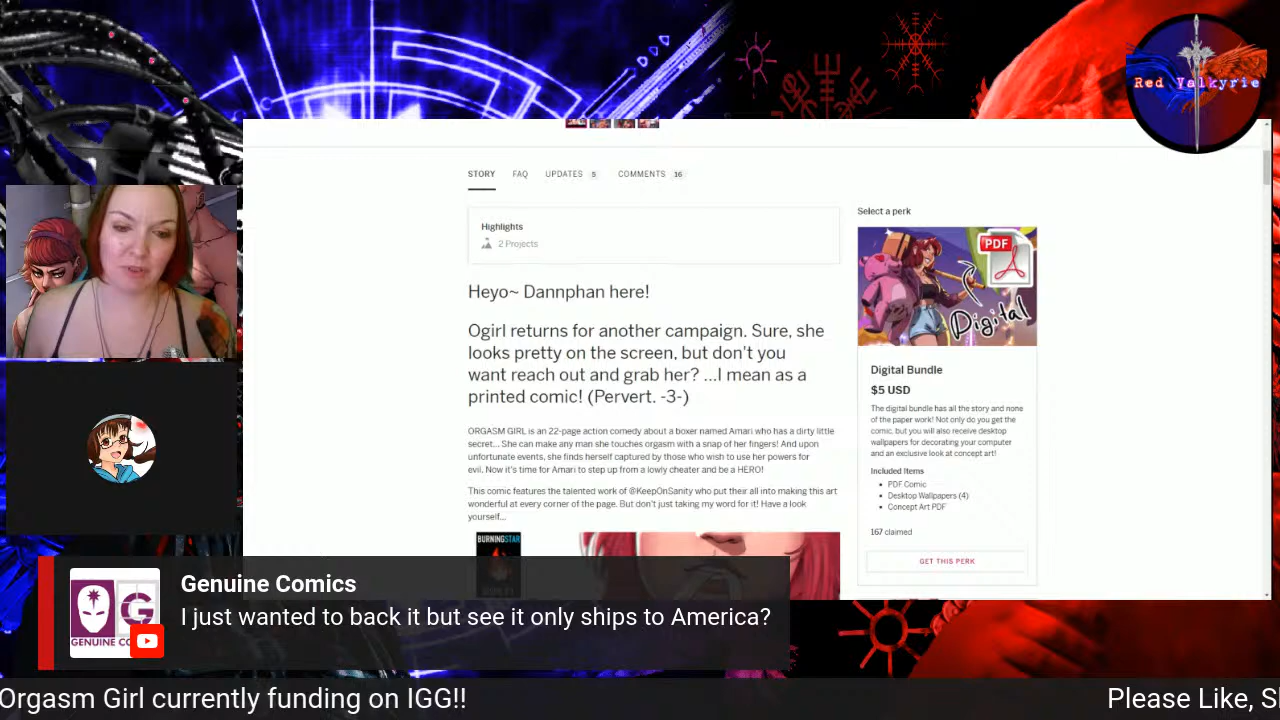 Red Valkyrie
STORY
FAQ
UPDATES 5
COMMENTS 16
Highlights
2 Projects
Heyo~ Dannphan here!
Ogirl returns for another campaign. Sure, she
looks pretty on the screen, but don't you
want reach out and grab her? ...I mean as a
printed comic! (Pervert. -3-)
ORGASM GIRL is an 22-page action comedy about a boxer named Amari who has a dirty little
secret... She can make any man she touches orgasm with a snap of her fingers! And upon
unfortunate events, she finds herself captured by those who wish to use her powers for
evil. Now it's time for Amari to step up from a lowly cheater and be a HERO!
This comic features the talented work of @KeepOnSanity who put their all into making this art
wonderful at every corner of the page. But don't just taking my word for it! Have a look
yourself...
BURNINGSTAR
Select a perk
PDF
Digital
Digital Bundle
$5 USD
The digital bundle has all the story and none
of the paper work! Not only do you get the
comic, but you will also receive desktop
wallpapers for decorating your computer
and an exclusive look at concept art!
Included Items
PDF Comic
Desktop Wallpapers (4)
Concept Art PDF
167 claimed
GET THIS PERK
G
GENUINE CO
Genuine Comics
I just wanted to back it but see it only ships to America?
Orgasm Girl currently funding on IGG!!
Please Like, S